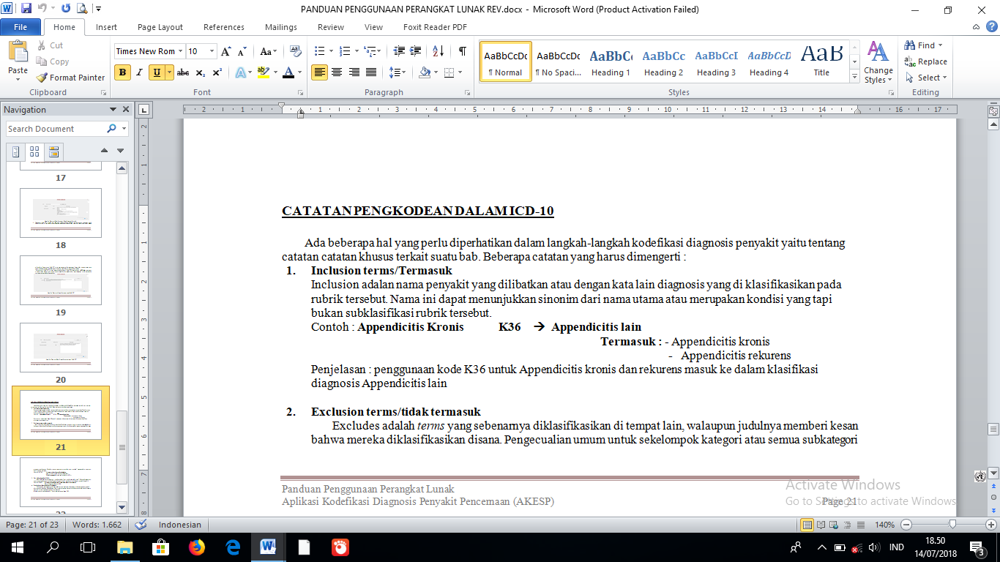 PANDUAN PENGGUNAAN PERANGKAT LUNAK REV.docx - Microsoft Word (Product Activation Failed)
File Home Insert Page Layout References Mailings Review View Foxit Reader PDF
Paste
Cut
Copy
Format Painter
Clipboard
Times New Rom 10
Font
Paragraph
AaBbCcDc AaBbCcDc AaBbCc AaBbCc AaBbCcI AaBbCcD AaB
¶ Normal ¶ No Spaci... Heading 1 Heading 2 Heading 3 Heading 4 Title
Styles
Change Styles
Find
Replace
Select
Editing
Navigation
Search Document
17
18
19
20
21
CATATAN PENGKODEAN DALAM ICD-10
Ada beberapa hal yang perlu diperhatikan dalam langkah-langkah kodefikasi diagnosis penyakit yaitu tentang
catatan catatan khusus terkait suatu bab. Beberapa catatan yang harus dimengerti :
1. Inclusion terms/Termasuk
Inclusion adalan nama penyakit yang dilibatkan atau dengan kata lain diagnosis yang di klasifikasikan pada
rubrik tersebut. Nama ini dapat menunjukkan sinonim dari nama utama atau merupakan kondisi yang tapi
bukan subklasifikasi rubrik tersebut.
Contoh : Appendicitis Kronis K36 → Appendicitis lain
Termasuk : - Appendicitis kronis
- Appendicitis rekurens
Penjelasan : penggunaan kode K36 untuk Appendicitis kronis dan rekurens masuk ke dalam klasifikasi
diagnosis Appendicitis lain
2. Exclusion terms/tidak termasuk
Excludes adalah terms yang sebenarnya diklasifikasikan di tempat lain, walaupun judulnya memberi kesan
bahwa mereka diklasifikasikan disana. Pengecualian umum untuk sekelompok kategori atau semua subkategori
Panduan Penggunaan Perangkat Lunak
Aplikasi Kodefikasi Diagnosis Penyakit Pencernaan (AKESP) Page 21
Activate Windows
Go to Settings to activate Windows
Page: 21 of 23 Words: 1.662 Indonesian 140%
IND
18.50
14/07/2018
3